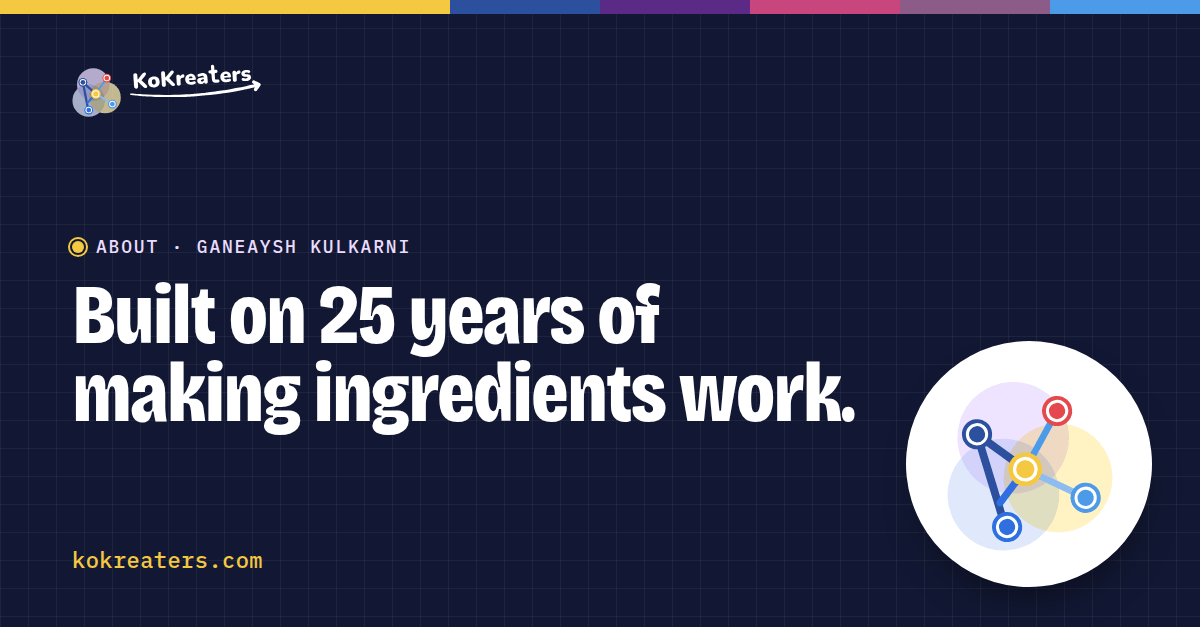 KoKreaters
ABOUT · GANEAYSH KULKARNI
Built on 25 years of
making ingredients work.
kokreaters.com